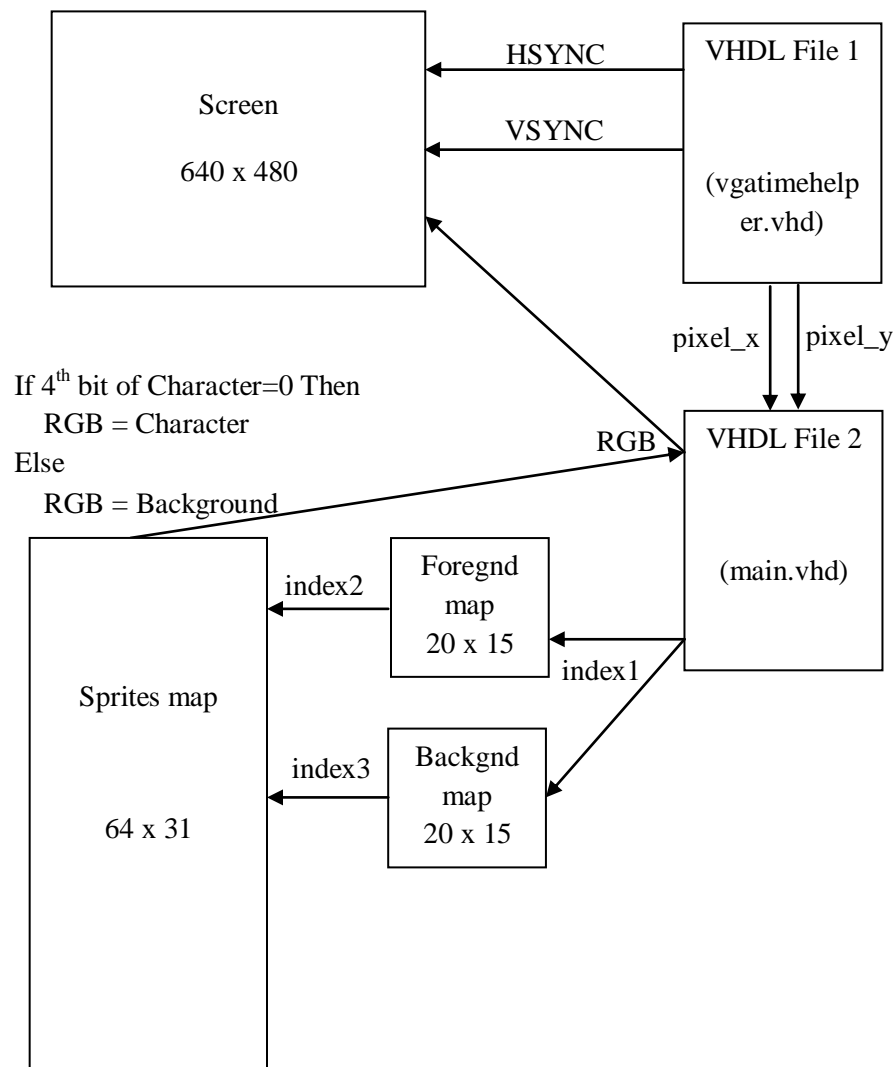 Screen
640 x 480
HSYNC
VSYNC
VHDL File 1
(vgatimehelp
er.vhd)
pixel_x
pixel_y
If 4th bit of Character=0 Then
RGB = Character
Else
RGB = Background
RGB
VHDL File 2
(main.vhd)
Foregnd
map
20 x 15
index2
index1
Sprites map
64 x 31
index3
Backgnd
map
20 x 15